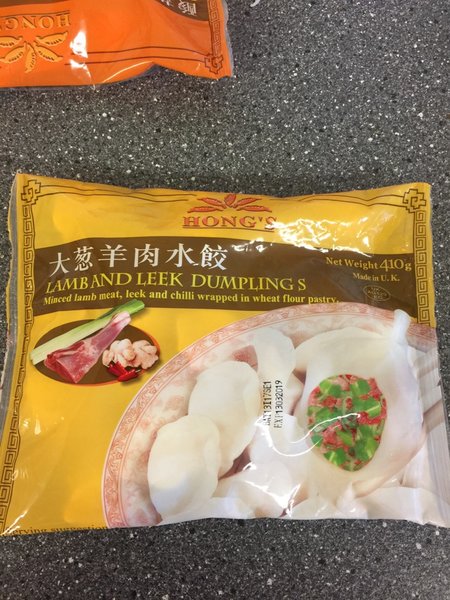 HONG'S
HONG'S
大葱羊肉水餃
LAMB AND LEEK DUMPLINGS
Minced lamb meat, leek and chilli wrapped in wheat flour pastry.
Net Weight 410g
Made in U.K.